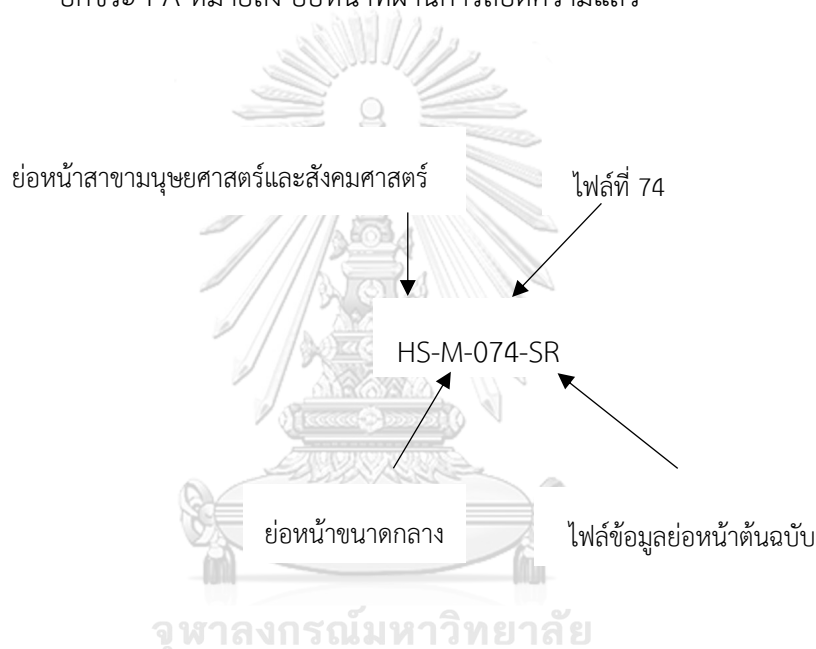 ย่อหน้าสาขามนุษยศาสตร์และสังคมศาสตร์
ไฟล์ที่ 74
HS-M-074-SR
ย่อหน้าขนาดกลาง
ไฟล์ข้อมูลย่อหน้าต้นฉบับ
จุฬาลงกรณ์มหาวิทยาลัย